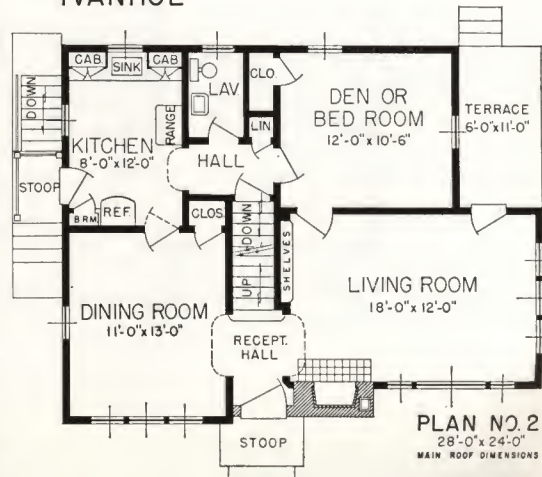 IVANHOE
CAB.
SINK
CAB.
DOWN
KITCHEN
8'-0"x12'-0"
RANGE
LAV
CLO.
LIN
HALL
DEN OR
BED ROOM
12'-0" x 10'-6"
TERRACE
6'-0"x11'-0"
STOOP
BRM
REF.
CLOS.
DOWN
UP
SHELVES
DINING ROOM
11'-0"x13'-0"
LIVING ROOM
18'-0"x12'-0"
RECEPT.
HALL
STOOP
PLAN NO. 2
28'-0"x 24'-0"
MAIN ROOF DIMENSIONS